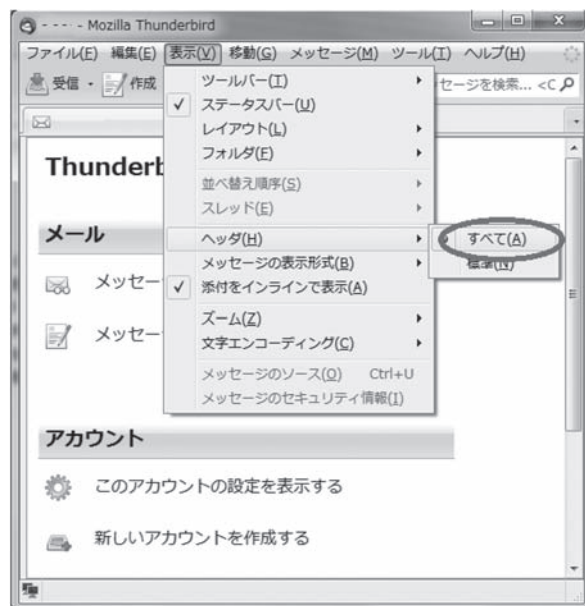 - Mozilla Thunderbird
ファイル(F) 編集(E) 表示(V) 移動(G) メッセージ(M) ツール(T) ヘルプ(H)
受信 作成
セージを検索... <C
ツールバー(T)
ステータスバー(U)
レイアウト(L)
フォルダ(F)
並べ替え順序(S)
スレッド(E)
ヘッダ(H)
すべて(A)
メッセージの表示形式(B)
標準(N)
添付をインラインで表示(A)
ズーム(Z)
文字エンコーディング(C)
メッセージのソース(O) Ctrl+U
メッセージのセキュリティ情報(I)
Thunderb
メール
メッセー
メッセー
アカウント
このアカウントの設定を表示する
新しいアカウントを作成する